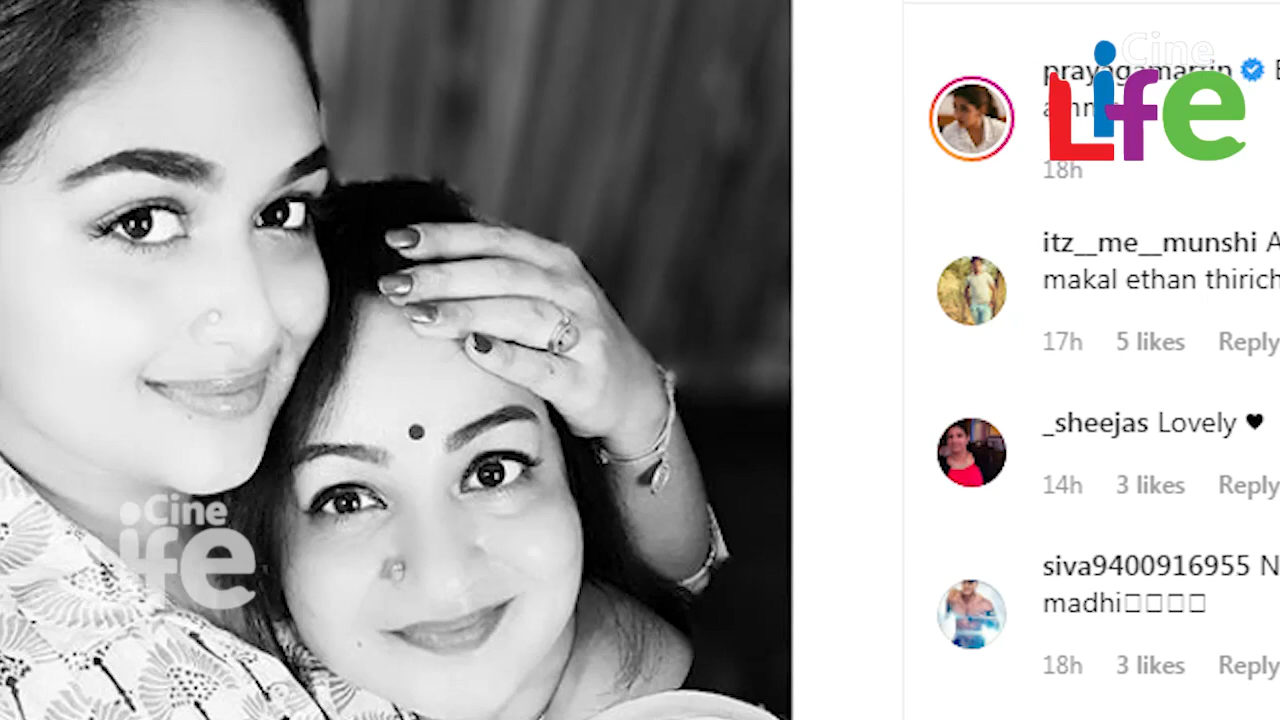 Cine
Life
prayagamartin
18h
itz__me__munshi A
makal ethan thirich
17h 5 likes Reply
_sheejas Lovely ♥
14h 3 likes Reply
siva9400916955 N
madhi□□□□
18h 3 likes Reply
Cine
ife